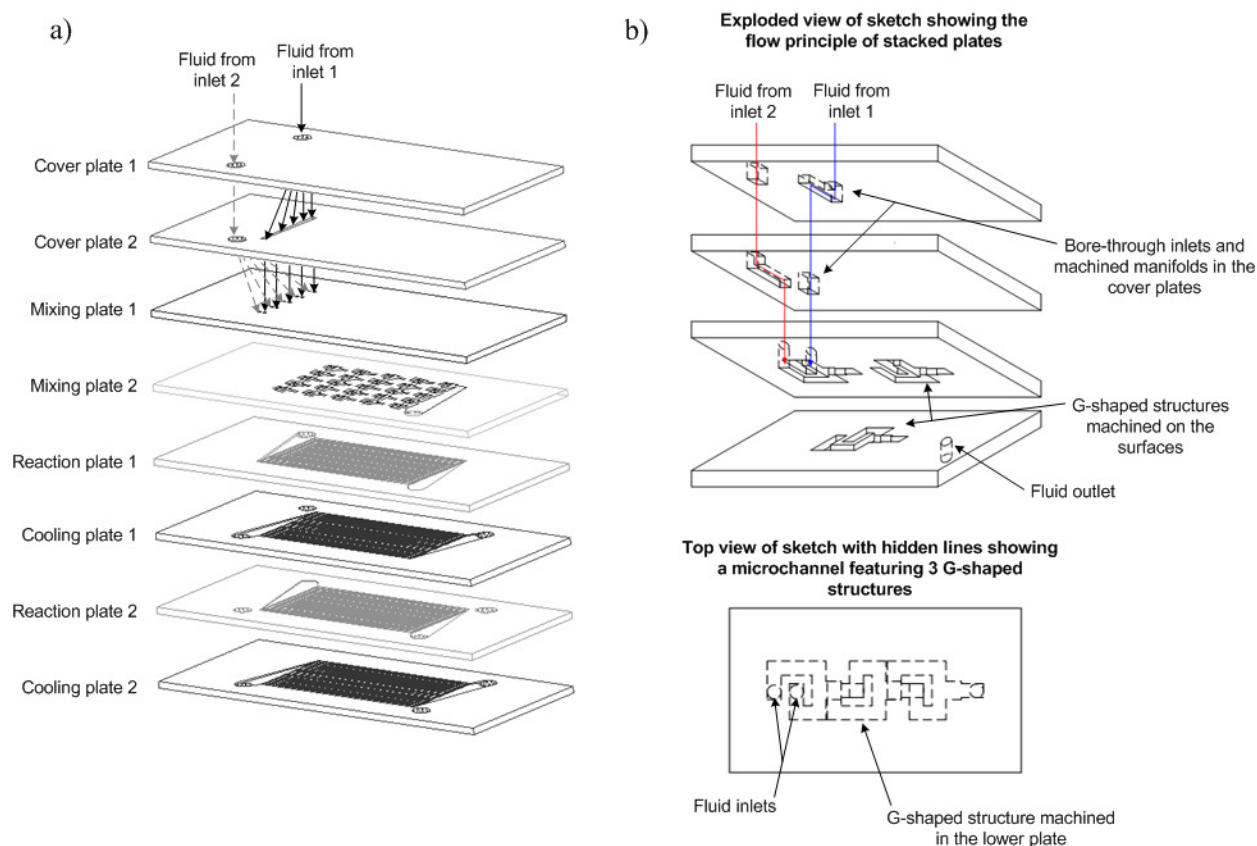 a)
Fluid from
inlet 2
Fluid from
inlet 1
Cover plate 1
Cover plate 2
Mixing plate 1
Mixing plate 2
Reaction plate 1
Cooling plate 1
Reaction plate 2
Cooling plate 2
b)
Exploded view of sketch showing the
flow principle of stacked plates
Fluid from
inlet 2
Fluid from
inlet 1
Bore-through inlets and
machined manifolds in the
cover plates
G-shaped structures
machined on the
surfaces
Fluid outlet
Top view of sketch with hidden lines showing
a microchannel featuring 3 G-shaped
structures
Fluid inlets
G-shaped structure machined
in the lower plate